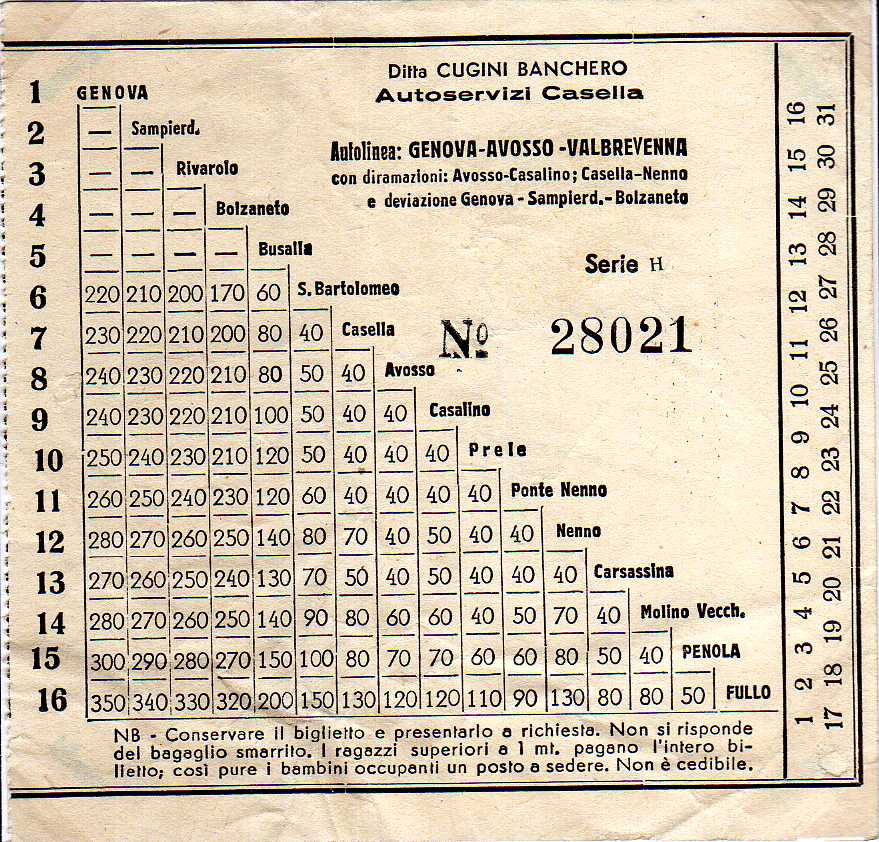 Ditta CUGINI BANCHERO
Autoservizi Casella
Autolinea: GENOVA-AVOSSO-VALBREVENNA
con diramazioni: Avosso-Casalino; Casella-Nenno
e deviazione Genova - Sampierd.- Bolzaneto
Serie H
Nº 28021
1 GENOVA
2 — Sampierd.
3 — — Rivarolo
4 — — — Bolzaneto
5 — — — — Busalla
6 220 210 200 170 60 S. Bartolomeo
7 230 220 210 200 80 40 Casella
8 240 230 220 210 80 50 40 Avosso
9 240 230 220 210 100 50 40 40 Casalino
10 250 240 230 210 120 50 40 40 40 Prele
11 260 250 240 230 120 60 40 40 40 40 Ponte Nenno
12 280 270 260 250 140 80 70 40 50 40 40 Nenno
13 270 260 250 240 130 70 50 40 50 40 40 40 Carsassina
14 280 270 260 250 140 90 80 60 60 40 50 70 40 Molino Vecch.
15 300 290 280 270 150 100 80 70 70 60 60 80 50 40 PENOLA
16 350 340 330 320 200 150 130 120 120 110 90 130 80 80 50 FULLO
NB - Conservare il biglietto e presentarlo a richiesta. Non si risponde
del bagaglio smarrito. I ragazzi superiori a 1 mt. pagano l'intero bi-
lietto; così pure i bambini occupanti un posto a sedere. Non è cedibile.
1 2 3 4 5 6 7 8 9 10 11 12 13 14 15 16
17 18 19 20 21 22 23 24 25 26 27 28 29 30 31